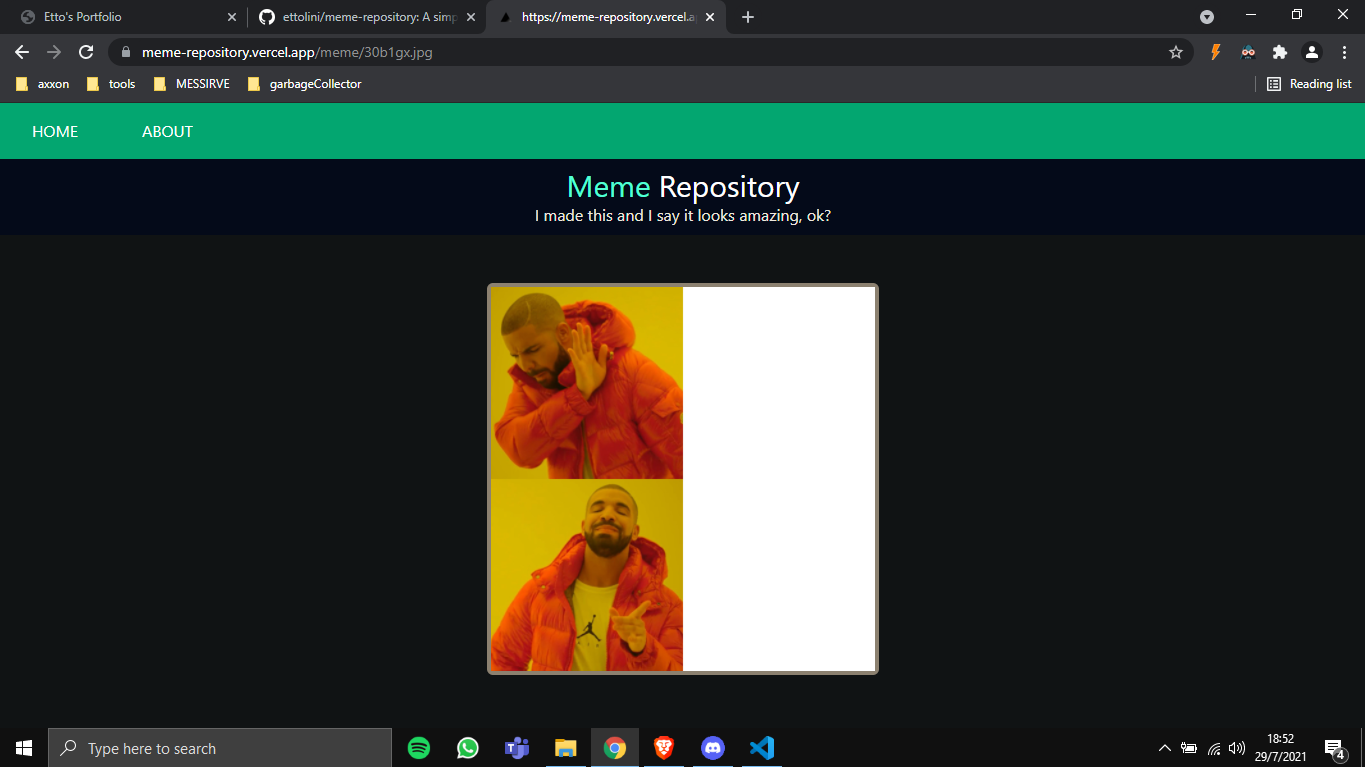 Etto's Portfolio
ettolini/meme-repository: A simp
https://meme-repository.vercel.a
meme-repository.vercel.app/meme/30b1gx.jpg
axxon
tools
MESSIRVE
garbageCollector
Reading list
HOME
ABOUT
Meme Repository
I made this and I say it looks amazing, ok?
Type here to search
18:52
29/7/2021
4